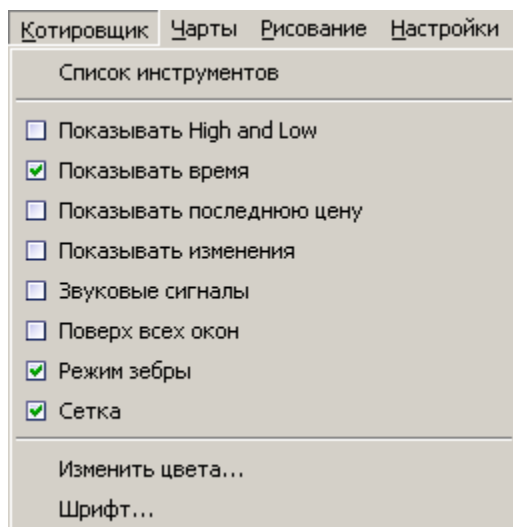 Котировщик Чарты Рисование Настройки
Список инструментов
Показывать High and Low
Показывать время
Показывать последнюю цену
Показывать изменения
Звуковые сигналы
Поверх всех окон
Режим зебры
Сетка
Изменить цвета...
Шрифт...